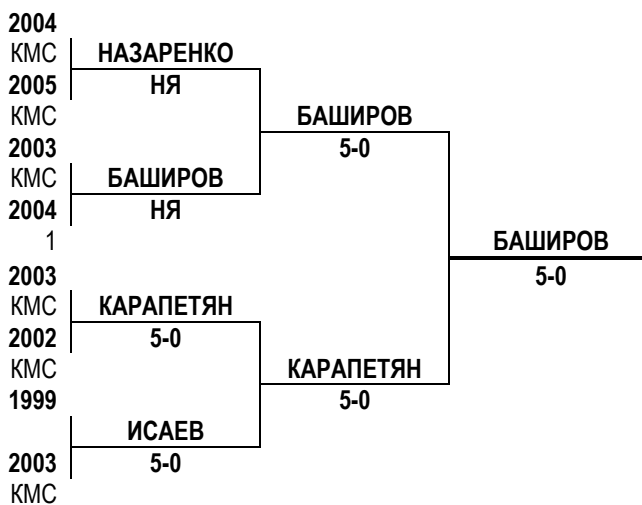 2004
КМС НАЗАРЕНКО
2005 НЯ
КМС БАШИРОВ
2003 5-0
КМС БАШИРОВ
2004 НЯ
1 БАШИРОВ
2003 5-0
КМС КАРАПЕТЯН
2002 5-0
КМС КАРАПЕТЯН
1999 5-0
ИСАЕВ
2003 5-0
КМС